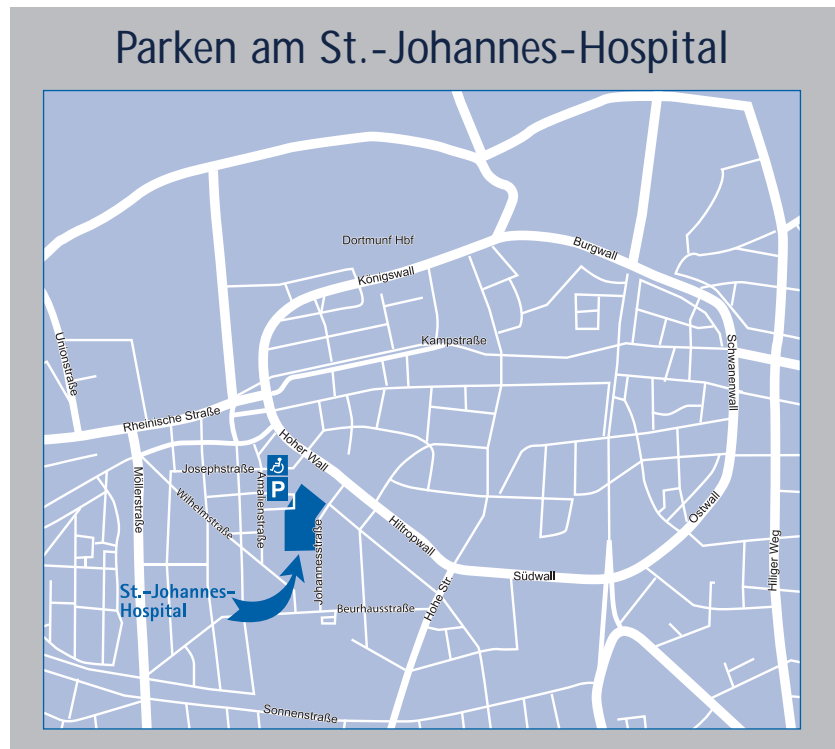 Parken am St.-Johannes-Hospital
Dortmunf Hbf
Burgwall
Königswall
Kampstraße
Unionstraße
Schwanenwall
Rheinische Straße
Hoher Wall
Josephstraße
Amalienstraße
P
Möllerstraße
Wilhelmstraße
Johannesstraße
Hiltropwall
Ostwall
Hiliger Weg
Südwall
Hohe Str.
St.-Johannes-
Hospital
Beurhausstraße
Sonnenstraße